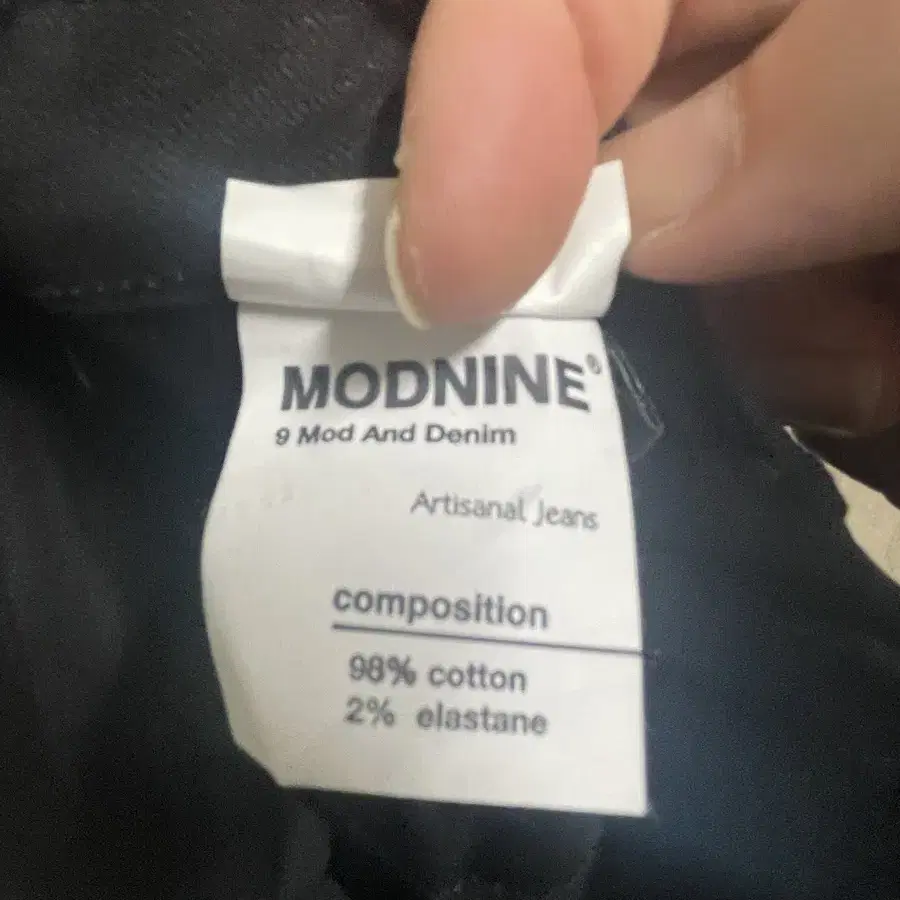 MODNINE®
9 Mod And Denim
Artisanal Jeans
composition
98% cotton
2% elastane